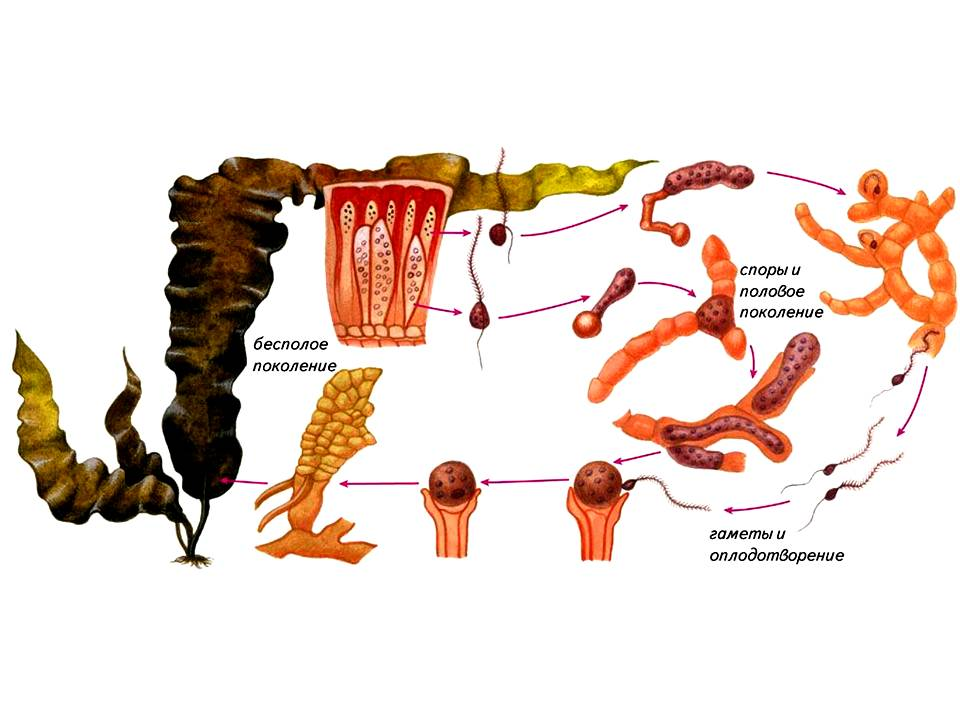 споры и
половое
поколение
бесполое
поколение
гаметы и
оплодотворение